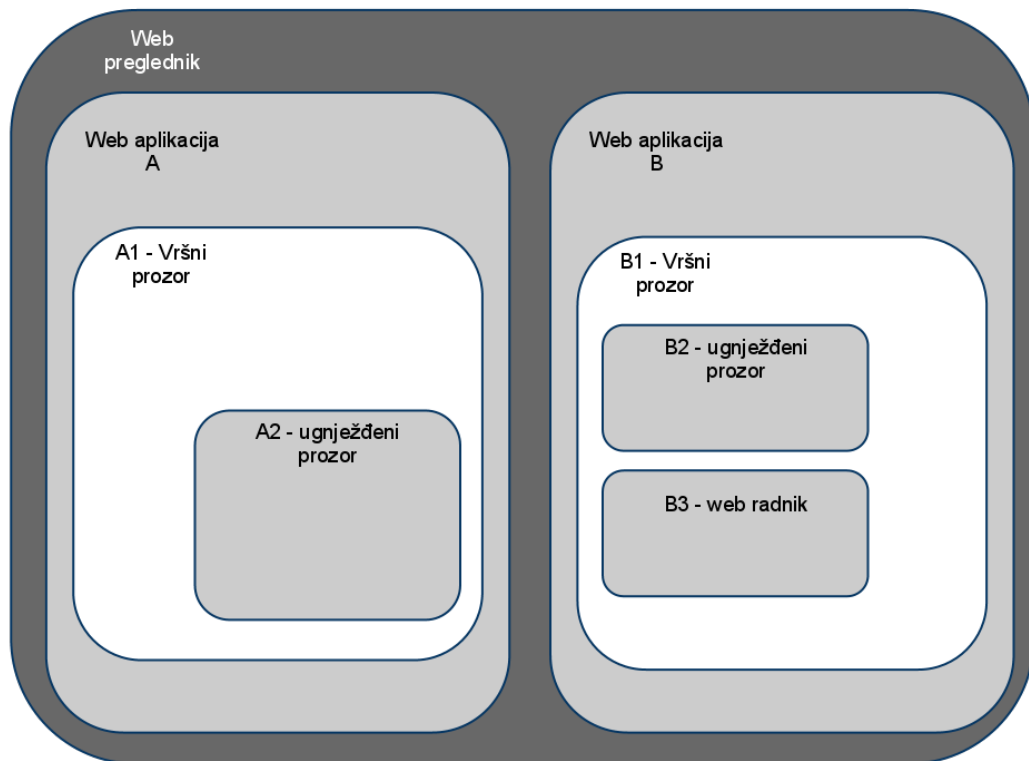 Web
preglednik
Web aplikacija
A
A1 - Vršni
prozor
A2 - ugnježđeni
prozor
Web aplikacija
B
B1 - Vršni
prozor
B2 - ugnježđeni
prozor
B3 - web radnik